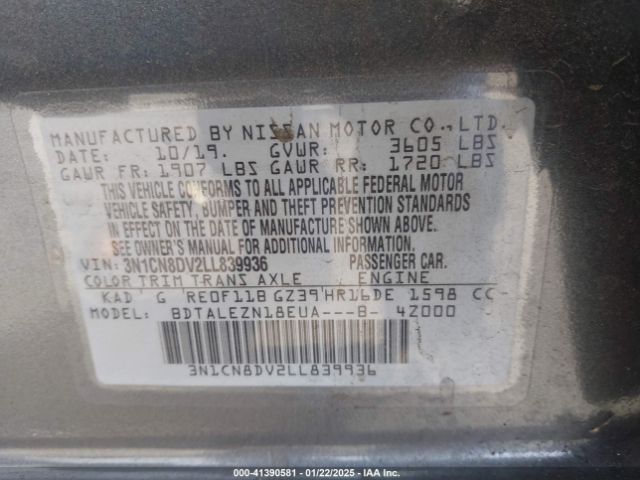 MANUFACTURED BY NISSAN MOTOR CO.,LTD.
DATE: 10/19. GVWR: 3605 LBS
GAWR FR: 1907 LBS GAWR RR: 1720 LBS
THIS VEHICLE CONFORMS TO ALL APPLICABLE FEDERAL MOTOR
VEHICLE SAFETY, BUMPER AND THEFT PREVENTION STANDARDS
IN EFFECT ON THE DATE OF MANUFACTURE SHOWN ABOVE.
SEE OWNER'S MANUAL FOR ADDITIONAL INFORMATION.
VIN: 3N1CN8DV2LL839936 PASSENGER CAR.
COLOR TRIM TRANS AXLE ENGINE
KAD G RE0F11B GZ39 HR16DE 1598 CC
MODEL: BDTALEZN18EUA---B- 4Z000
3N1CN8DV2LL839936
000-41390581 - 01/22/2025 - IAA Inc.